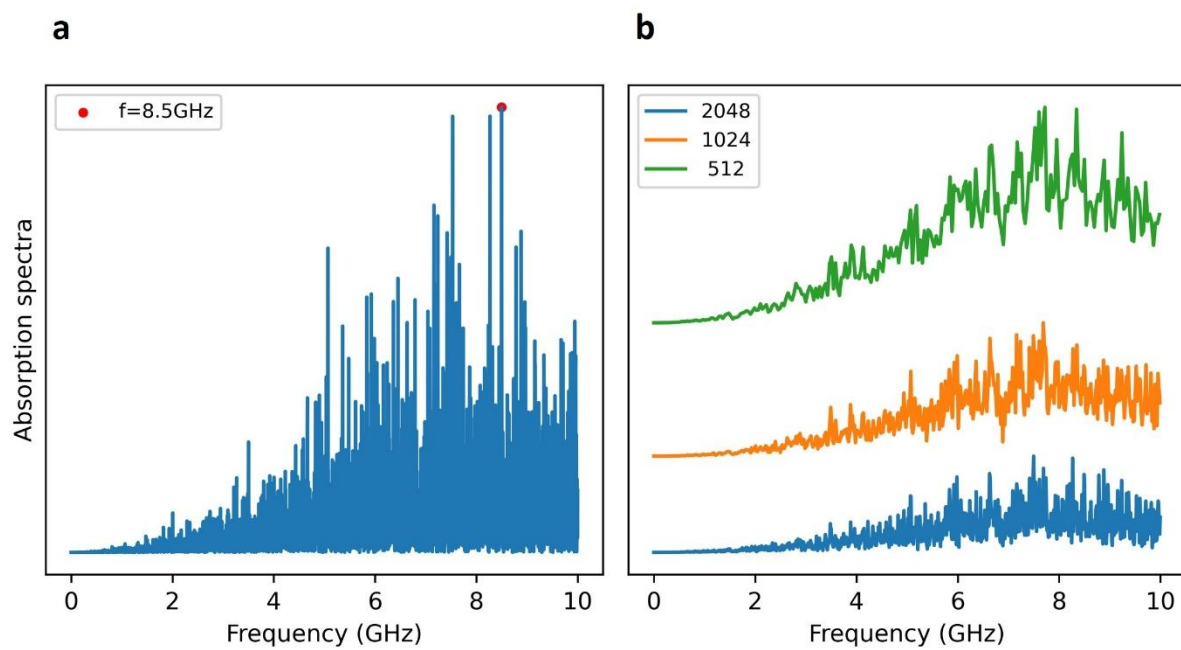 a
b
f=8.5GHz
2048
1024
512
Absorption spectra
0 2 4 6 8 10
0 2 4 6 8 10
Frequency (GHz)
Frequency (GHz)